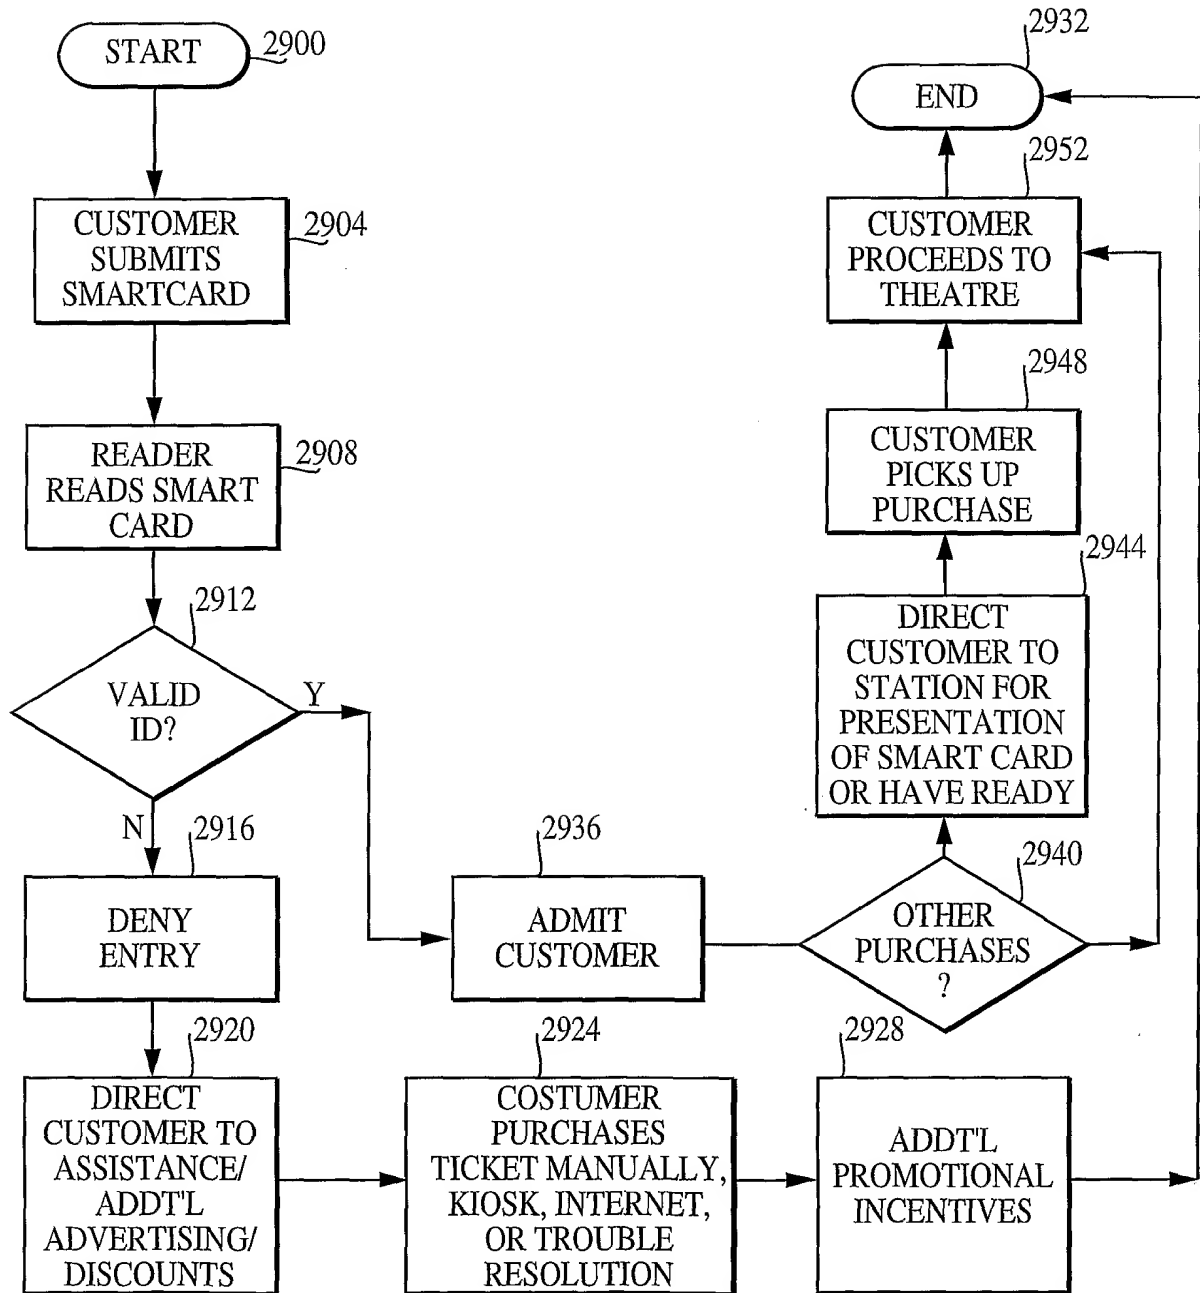 START
2900
CUSTOMER
SUBMITS
SMARTCARD
2904
READER
READS SMART
CARD
2908
VALID
ID?
2912
Y
N
DENY
ENTRY
2916
DIRECT
CUSTOMER TO
ASSISTANCE/
ADDT'L
ADVERTISING/
DISCOUNTS
2920
COSTUMER
PURCHASES
TICKET MANUALLY,
KIOSK, INTERNET,
OR TROUBLE
RESOLUTION
2924
ADDT'L
PROMOTIONAL
INCENTIVES
2928
ADMIT
CUSTOMER
2936
OTHER
PURCHASES
?
2940
DIRECT
CUSTOMER TO
STATION FOR
PRESENTATION
OF SMART CARD
OR HAVE READY
2944
CUSTOMER
PICKS UP
PURCHASE
2948
CUSTOMER
PROCEEDS TO
THEATRE
2952
END
2932